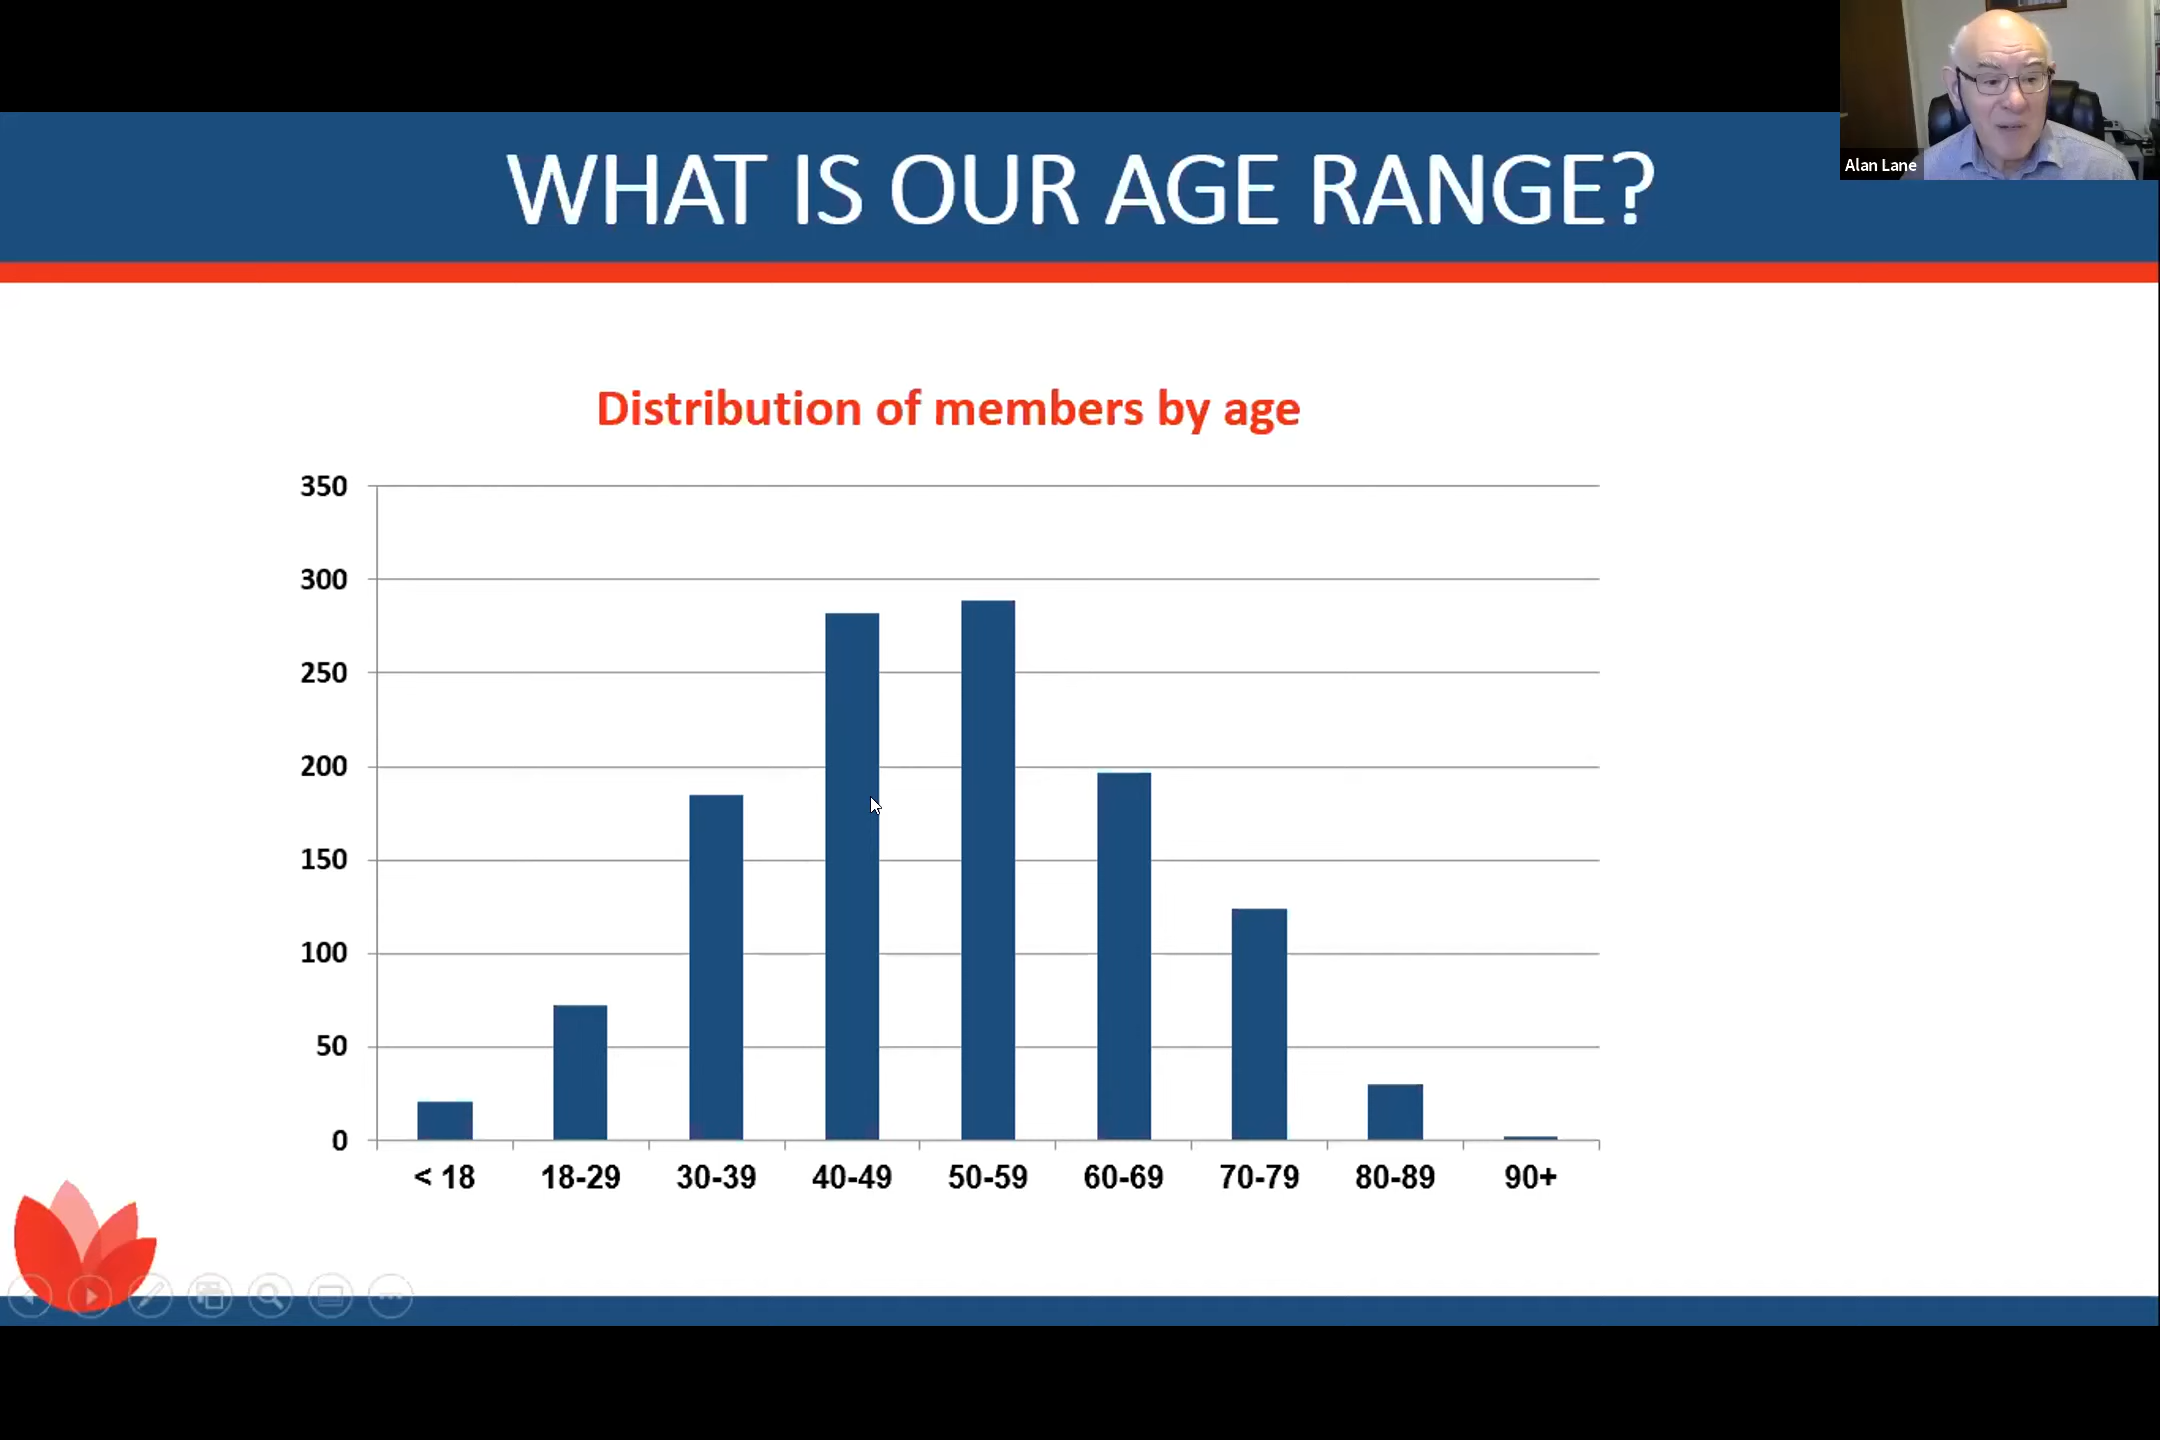 Alan Lane
WHAT IS OUR AGE RANGE?
Distribution of members by age
350
300
250
200
150
100
50
0
< 18 18-29 30-39 40-49 50-59 60-69 70-79 80-89 90+